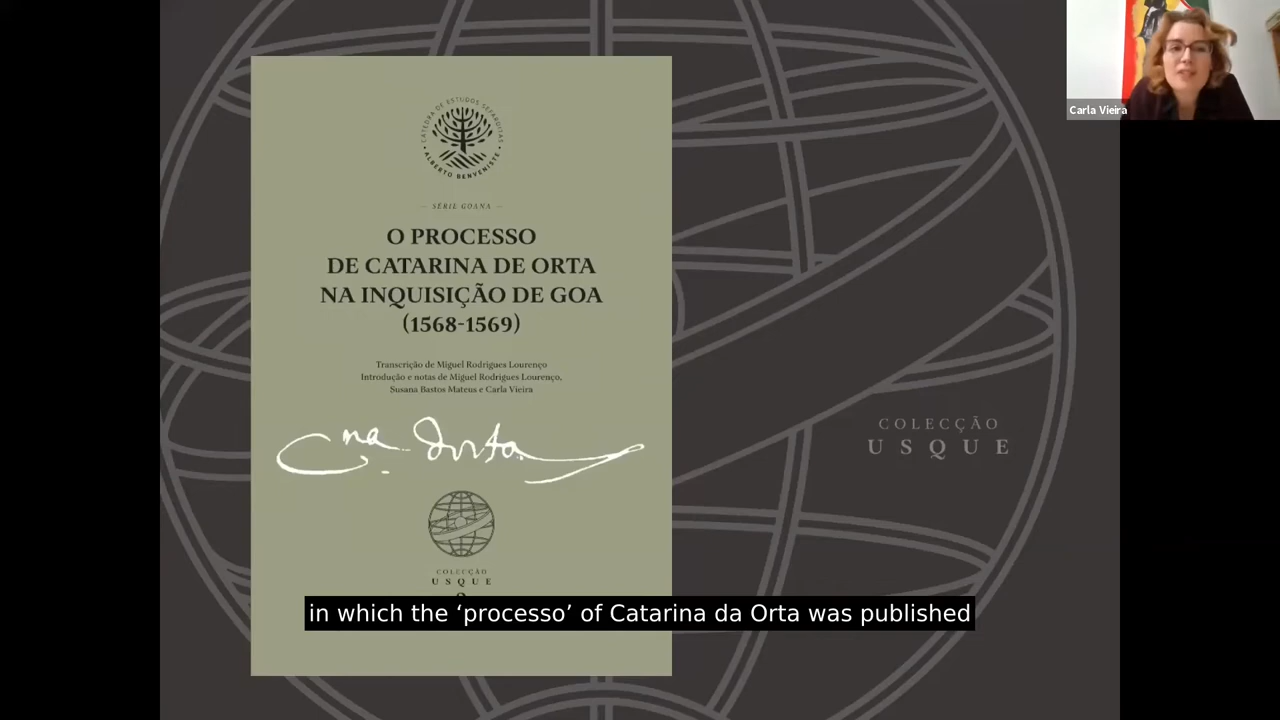 CÁTEDRA DE ESTUDOS SEFARDITAS
• ALBERTO BENVENISTE •
— SÉRIE GOANA —
O PROCESSO
DE CATARINA DE ORTA
NA INQUISIÇÃO DE GOA
(1568-1569)
Transcrição de Miguel Rodrigues Lourenço
Introdução e notas de Miguel Rodrigues Lourenço,
Susana Bastos Mateus e Carla Vieira
Cna dorta
COLECÇÃO
USQUE
COLECÇÃO
USQUE
in which the ‘processo’ of Catarina da Orta was published
Carla Vieira